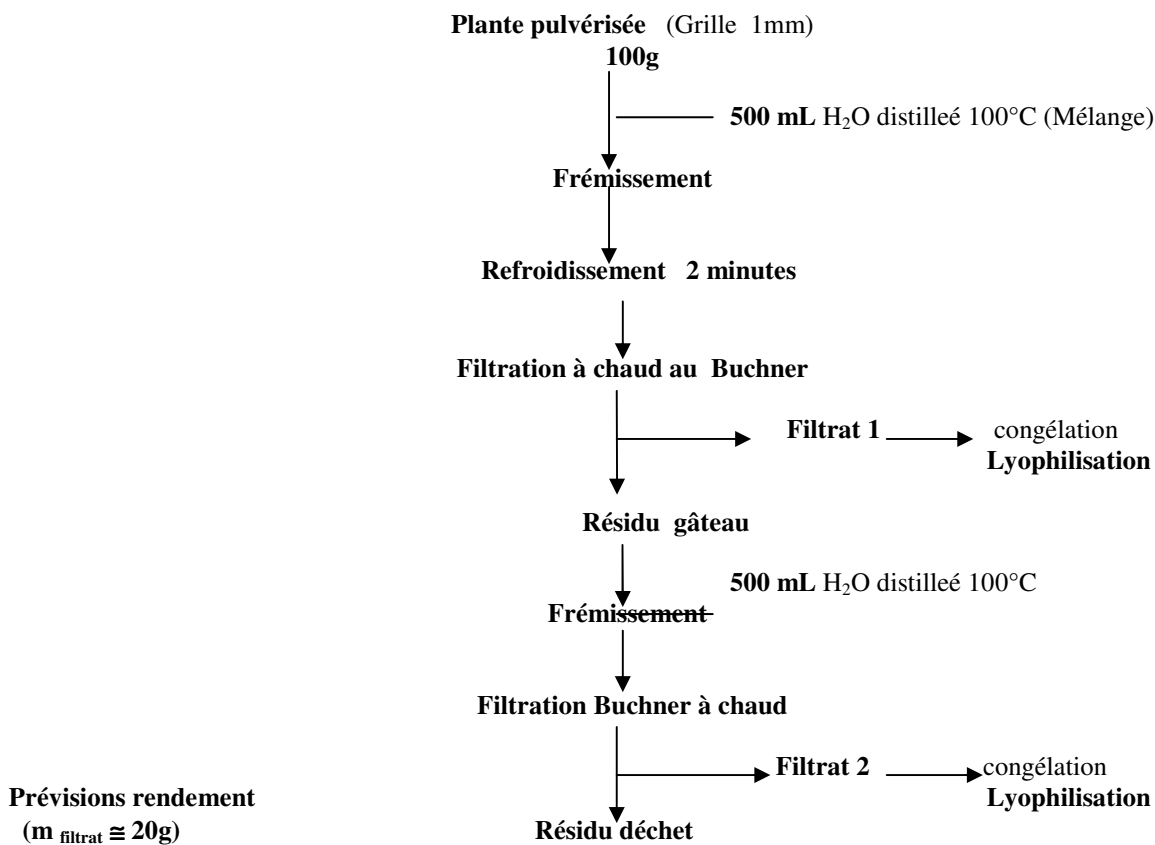 Plante pulvérisée (Grille 1mm)
100g
500 mL H₂O distilleé 100°C (Mélange)
Frémissement
Refroidissement 2 minutes
Filtration à chaud au Buchner
Filtrat 1
congélation
Lyophilisation
Résidu gâteau
500 mL H₂O distilleé 100°C
Frémissement
Filtration Buchner à chaud
Filtrat 2
congélation
Lyophilisation
Prévisions rendement
(m filtrat ≅ 20g)
Résidu déchet